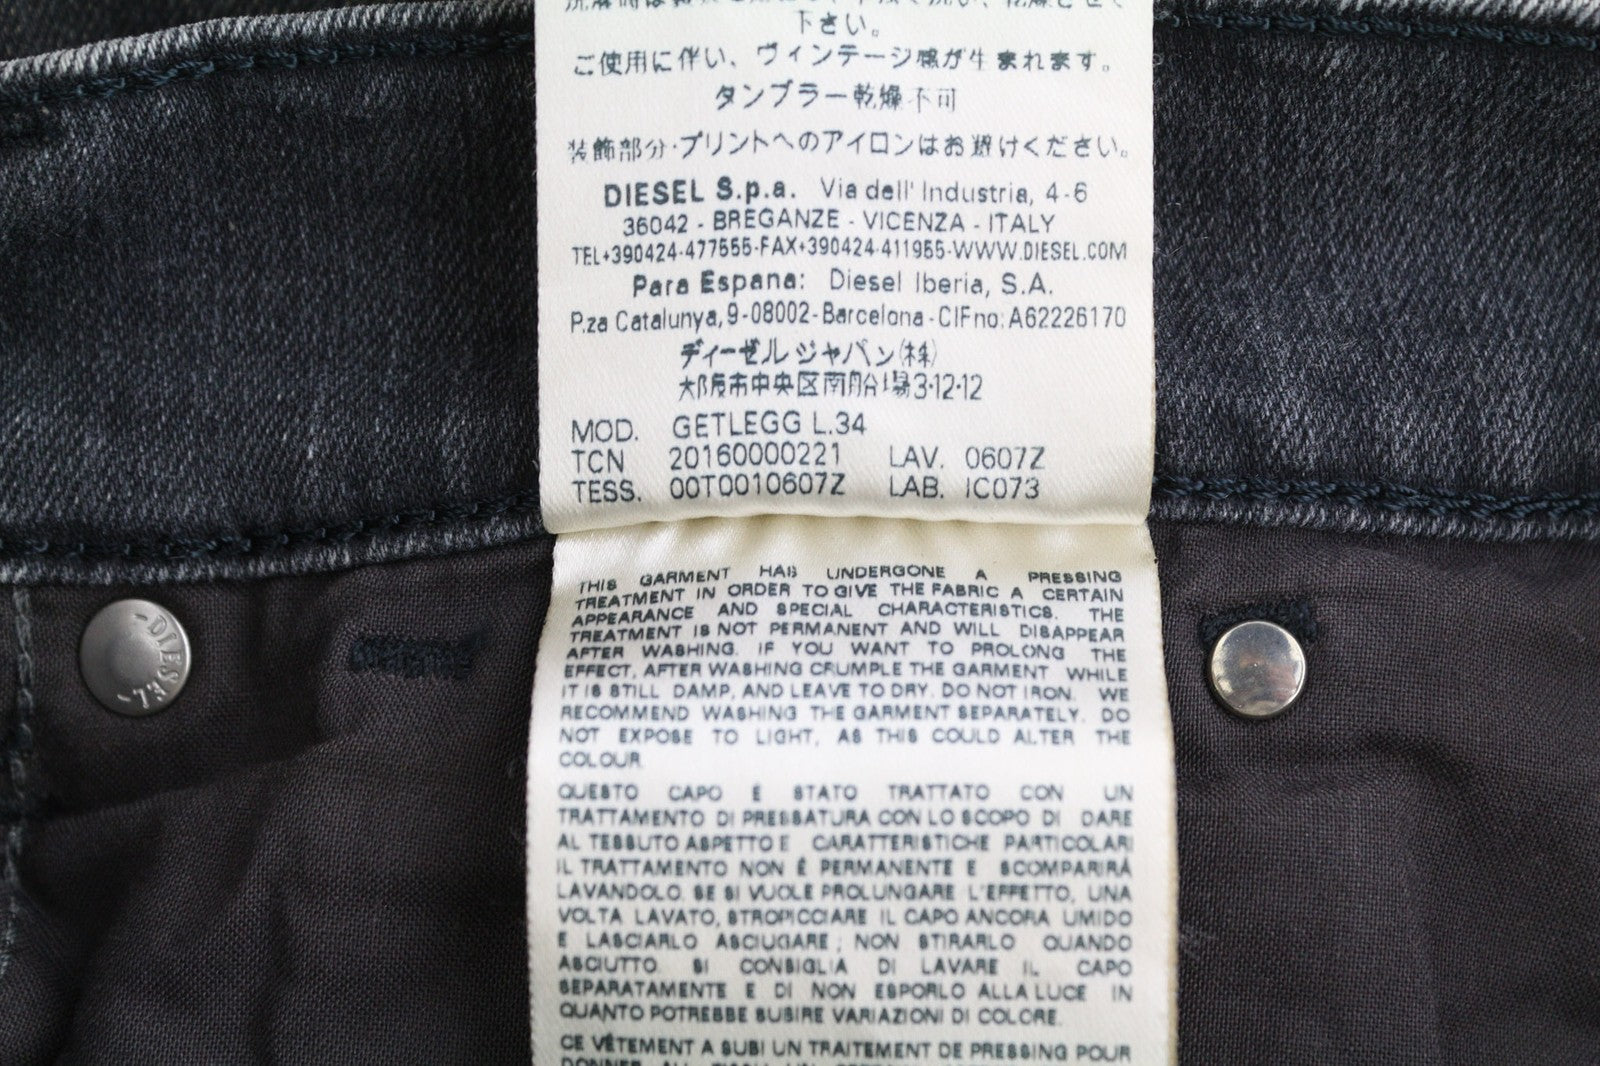 下さい。
ご使用に伴い、ヴィンテージ感が生まれます。
タンブラー乾燥不可
装飾部分・プリントへのアイロンはお避けください。
DIESEL S.p.a. Via dell' Industria, 4-6
36042 - BREGANZE - VICENZA - ITALY
TEL+390424-477555-FAX+390424-411955-WWW.DIESEL.COM
Para Espana: Diesel Iberia, S.A.
P.za Catalunya, 9-08002-Barcelona-CIFno: A62226170
ディーゼル ジャパン(株)
大阪市中央区南船場3-12-12
MOD. GETLEGG L.34
TCN 20160000221 LAV. 0607Z
TESS. 00T0010607Z LAB. IC073
DIESEL
THIS GARMENT HAS UNDERGONE A PRESSING
TREATMENT IN ORDER TO GIVE THE FABRIC A CERTAIN
APPEARANCE AND SPECIAL CHARACTERISTICS. THE
TREATMENT IS NOT PERMANENT AND WILL DISAPPEAR
AFTER WASHING. IF YOU WANT TO PROLONG THE
EFFECT, AFTER WASHING CRUMPLE THE GARMENT WHILE
IT IS STILL DAMP, AND LEAVE TO DRY. DO NOT IRON. WE
RECOMMEND WASHING THE GARMENT SEPARATELY. DO
NOT EXPOSE TO LIGHT, AS THIS COULD ALTER THE
COLOUR
QUESTO CAPO È STATO TRATTATO CON UN
TRATTAMENTO DI PRESSATURA CON LO SCOPO DI DARE
AL TESSUTO ASPETTO E CARATTERISTICHE PARTICOLARI
IL TRATTAMENTO NON É PERMANENTE E SCOMPARIRÁ
LAVANDOLO. SE SI VUOLE PROLUNGARE L'EFFETTO, UNA
VOLTA LAVATO, STROPICCIARE IL CAPO ANCORA UMIDO
E LASCIARLO ASCIUGARE; NON STIRARLO QUANDO
ASCIUTTO. SI CONSIGLIA DI LAVARE IL CAPO
SEPARATAMENTE E DI NON ESPORLO ALLA LUCE IN
QUANTO POTREBBE SUBIRE VARIAZIONI DI COLORE.
CE VÊTEMENT A SUBI UN TRAITEMENT DE PRESSING POUR